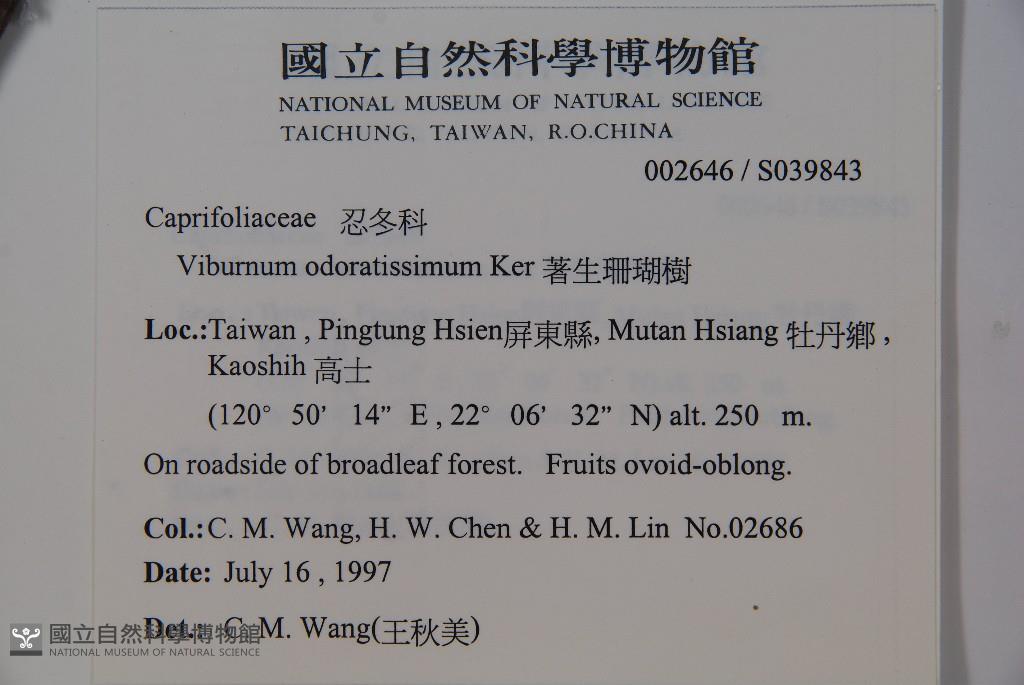 國立自然科學博物館
NATIONAL MUSEUM OF NATURAL SCIENCE
TAICHUNG, TAIWAN, R.O.CHINA
002646 / S039843
Caprifoliaceae 忍冬科
Viburnum odoratissimum Ker 著生珊瑚樹
Loc.:Taiwan , Pingtung Hsien屏東縣, Mutan Hsiang 牡丹鄉 ,
Kaoshih 高士
(120° 50’ 14” E , 22° 06’ 32” N) alt. 250 m.
On roadside of broadleaf forest. Fruits ovoid-oblong.
Col.:C. M. Wang, H. W. Chen & H. M. Lin No.02686
Date: July 16 , 1997
Det.: C. M. Wang(王秋美)
國立自然科學博物館
NATIONAL MUSEUM OF NATURAL SCIENCE